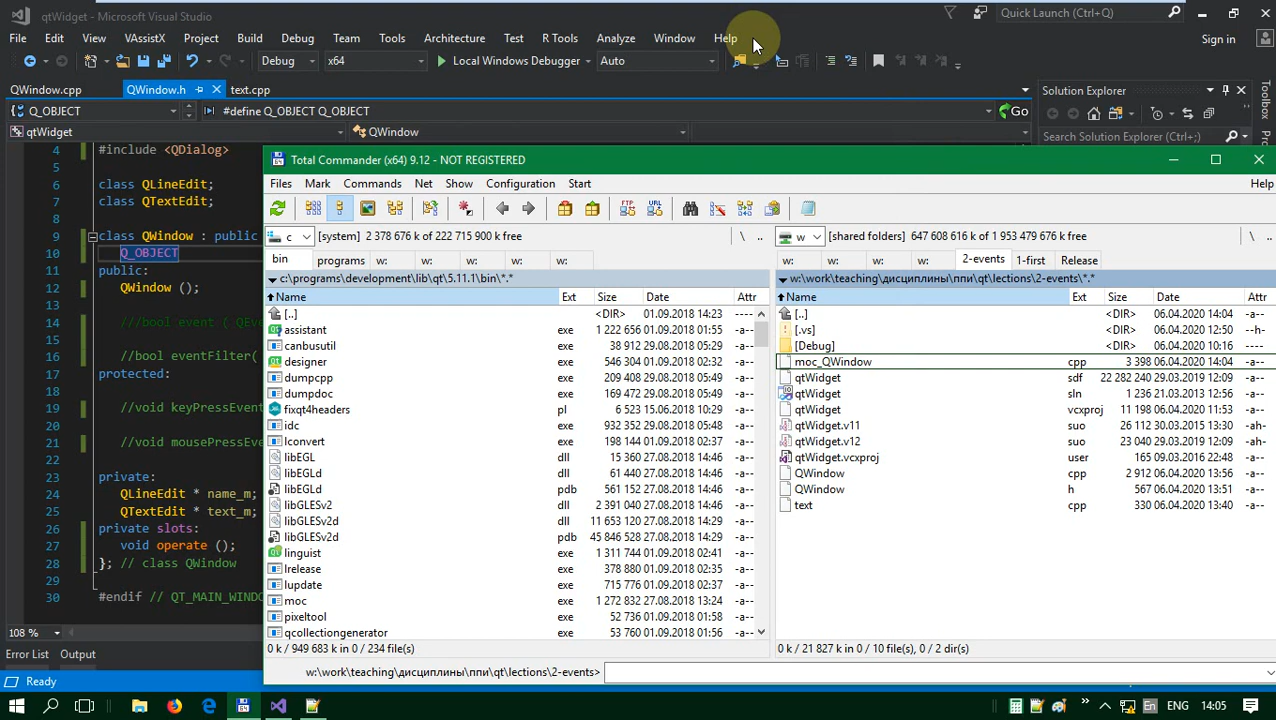 qtWidget - Microsoft Visual Studio
Quick Launch (Ctrl+Q)
File Edit View VAssistX Project Build Debug Team Tools Architecture Test R Tools Analyze Window Help
Sign in
Debug x64 Local Windows Debugger Auto
QWindow.cpp QWindow.h text.cpp
Solution Explorer
Toolbox
Q_OBJECT #define Q_OBJECT Q_OBJECT Go
qtWidget QWindow
Search Solution Explorer (Ctrl+;)
4 #include <QDialog>
5
6 class QLineEdit;
7 class QTextEdit;
8
9 class QWindow : public
10 Q_OBJECT
11 public:
12 QWindow ();
13
14 ///bool event ( QEv
15
16 //bool eventFilter(
17 protected:
18
19 //void keyPressEvent
20
21 //void mousePressEve
22
23 private:
24 QLineEdit * name_m;
25 QTextEdit * text_m;
26 private slots:
27 void operate ();
28 }; // class QWindow
29
30 #endif // QT_MAIN_WINDO
108 %
Error List Output
Ready
Total Commander (x64) 9.12 - NOT REGISTERED
Files Mark Commands Net Show Configuration Start Help
FTP URL
c [system] 2 378 676 k of 222 715 900 k free \ ..
bin programs w: w: w: w:
c:\programs\development\lib\qt\5.11.1\bin\*.*
Name Ext Size Date Attr
[..] <DIR> 01.09.2018 14:23 ----
assistant exe 1 222 656 01.09.2018 01:55 -a--
canbusutil exe 38 912 29.08.2018 05:49 -a--
designer exe 546 304 01.09.2018 02:32 -a--
dumpcpp exe 209 408 29.08.2018 05:49 -a--
dumpdoc exe 169 472 29.08.2018 05:49 -a--
fixqt4headers pl 6 523 15.06.2018 10:29 -a--
idc exe 932 352 29.08.2018 05:48 -a--
lconvert exe 198 144 01.09.2018 02:37 -a--
libEGL dll 15 360 27.08.2018 14:46 -a--
libEGLd dll 61 440 27.08.2018 14:46 -a--
libEGLd pdb 561 152 27.08.2018 14:46 -a--
libGLESv2 dll 2 391 040 27.08.2018 14:46 -a--
libGLESv2d dll 11 653 120 27.08.2018 14:29 -a--
libGLESv2d pdb 45 846 528 27.08.2018 14:29 -a--
linguist exe 1 311 744 01.09.2018 02:41 -a--
lrelease exe 378 880 01.09.2018 02:35 -a--
lupdate exe 715 776 01.09.2018 02:37 -a--
moc exe 1 272 832 27.08.2018 13:24 -a--
pixeltool exe 52 736 01.09.2018 01:58 -a--
qcollectiongenerator exe 53 760 01.09.2018 01:56 -a--
0 k / 949 683 k in 0 / 234 file(s)
w [shared folders] 647 608 616 k of 1 953 479 676 k free \ ..
w: w: w: w: 2-events 1-first Release
w:\work\teaching\дисциплины\ппи\qt\lections\2-events\*.*
Name Ext Size Date Attr
[..] <DIR> 06.04.2020 14:04 -a--
[.vs] <DIR> 06.04.2020 12:50 --h-
[Debug] <DIR> 06.04.2020 10:16 ----
moc_QWindow cpp 3 398 06.04.2020 14:04 -a--
qtWidget sdf 22 282 240 29.03.2019 12:09 -a--
qtWidget sln 1 236 21.03.2013 12:56 -a--
qtWidget vcxproj 11 198 06.04.2020 11:53 -a--
qtWidget.v11 suo 26 112 30.03.2015 13:30 -ah-
qtWidget.v12 suo 23 040 29.03.2019 12:09 -ah-
qtWidget.vcxproj user 165 09.03.2016 22:48 -a--
QWindow cpp 2 912 06.04.2020 13:56 -a--
QWindow h 567 06.04.2020 13:51 -a--
text cpp 330 06.04.2020 13:40 -a--
0 k / 21 827 k in 0 / 10 file(s), 0 / 2 dir(s)
w:\work\teaching\дисциплины\ппи\qt\lections\2-events>
En ENG 14:05